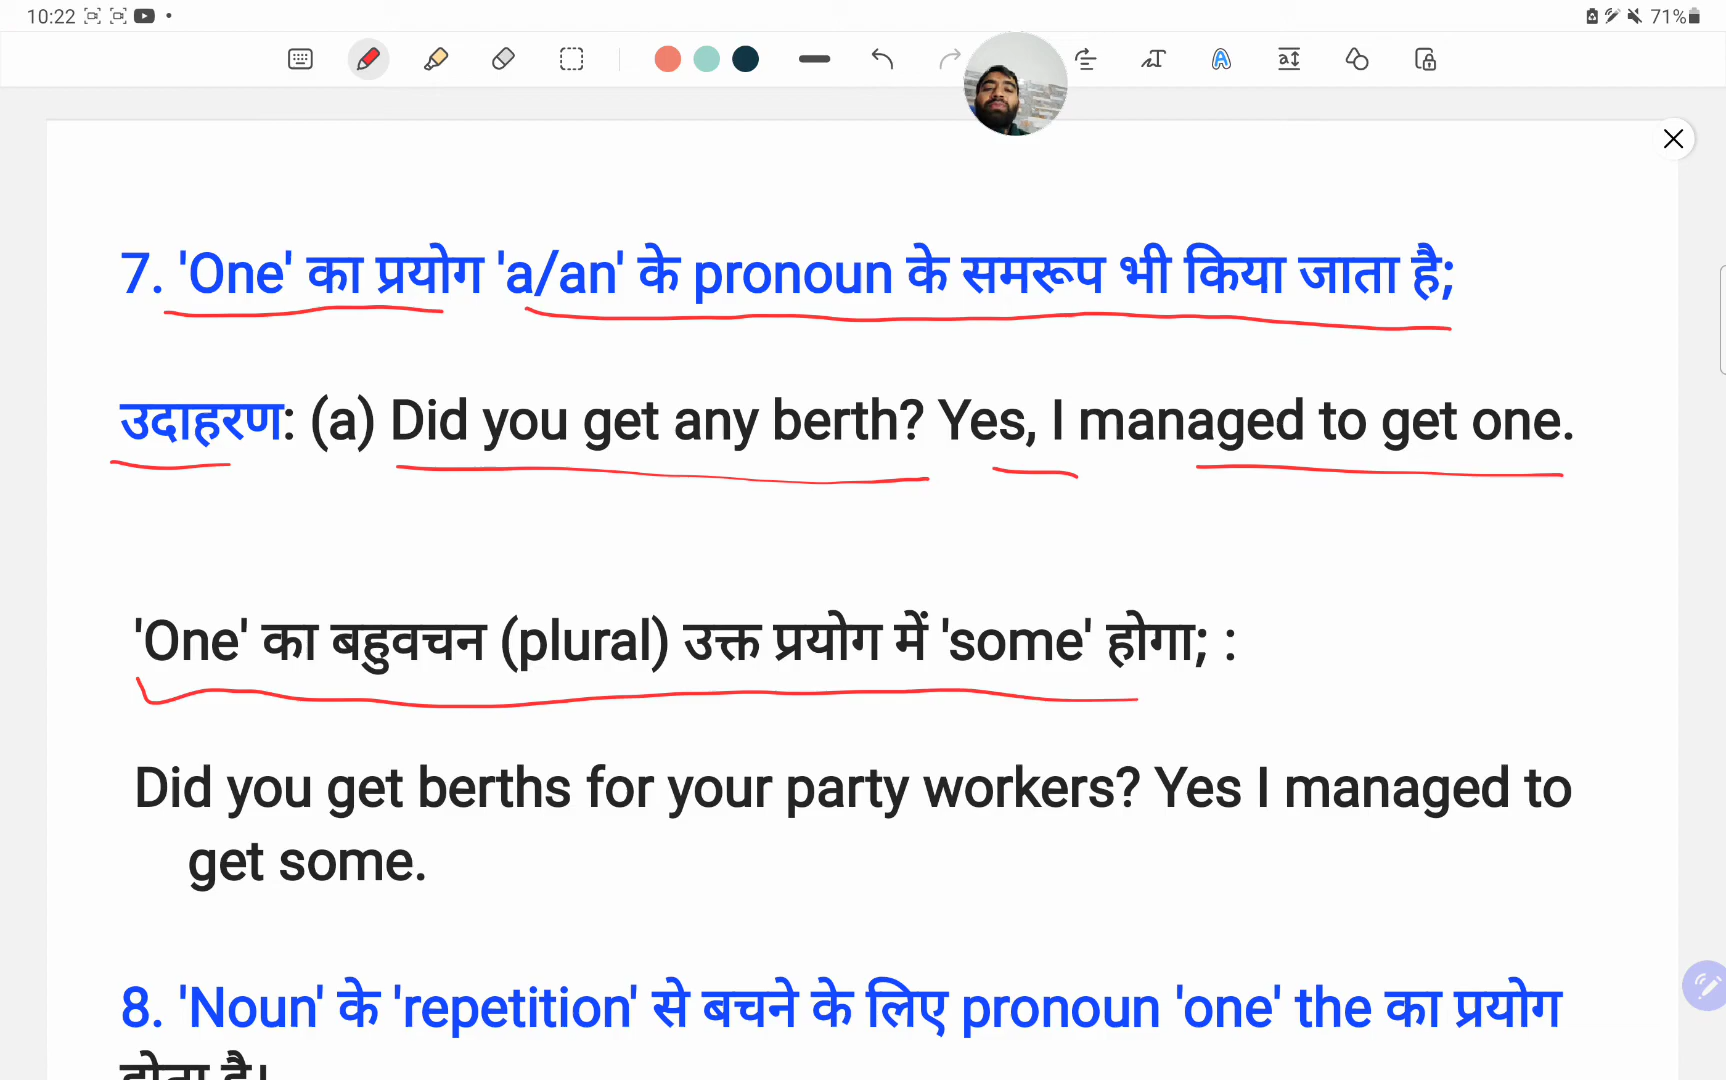 10:22
71%
7. 'One' का प्रयोग 'a/an' के pronoun के समरूप भी किया जाता है;
उदाहरण: (a) Did you get any berth? Yes, I managed to get one.
'One' का बहुवचन (plural) उक्त प्रयोग में 'some' होगा; :
Did you get berths for your party workers? Yes I managed to
get some.
8. 'Noun' के 'repetition' से बचने के लिए pronoun 'one' the का प्रयोग
होता है।